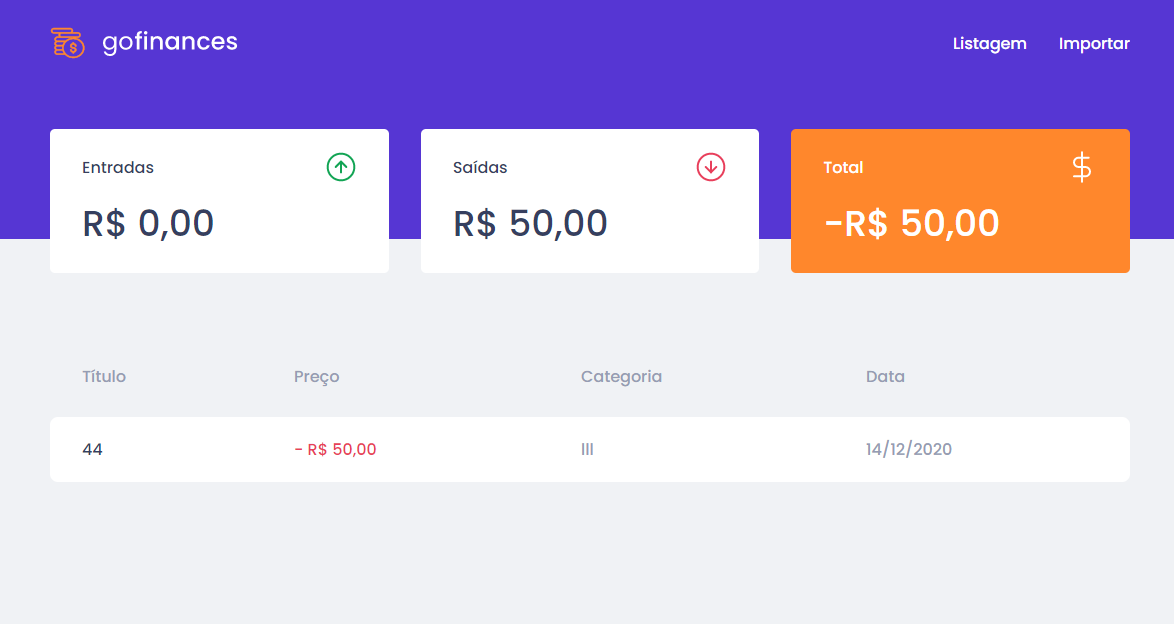 gofinances
Listagem Importar
Entradas
R$ 0,00
Saídas
R$ 50,00
Total
-R$ 50,00
Título Preço Categoria Data
44 - R$ 50,00 lll 14/12/2020